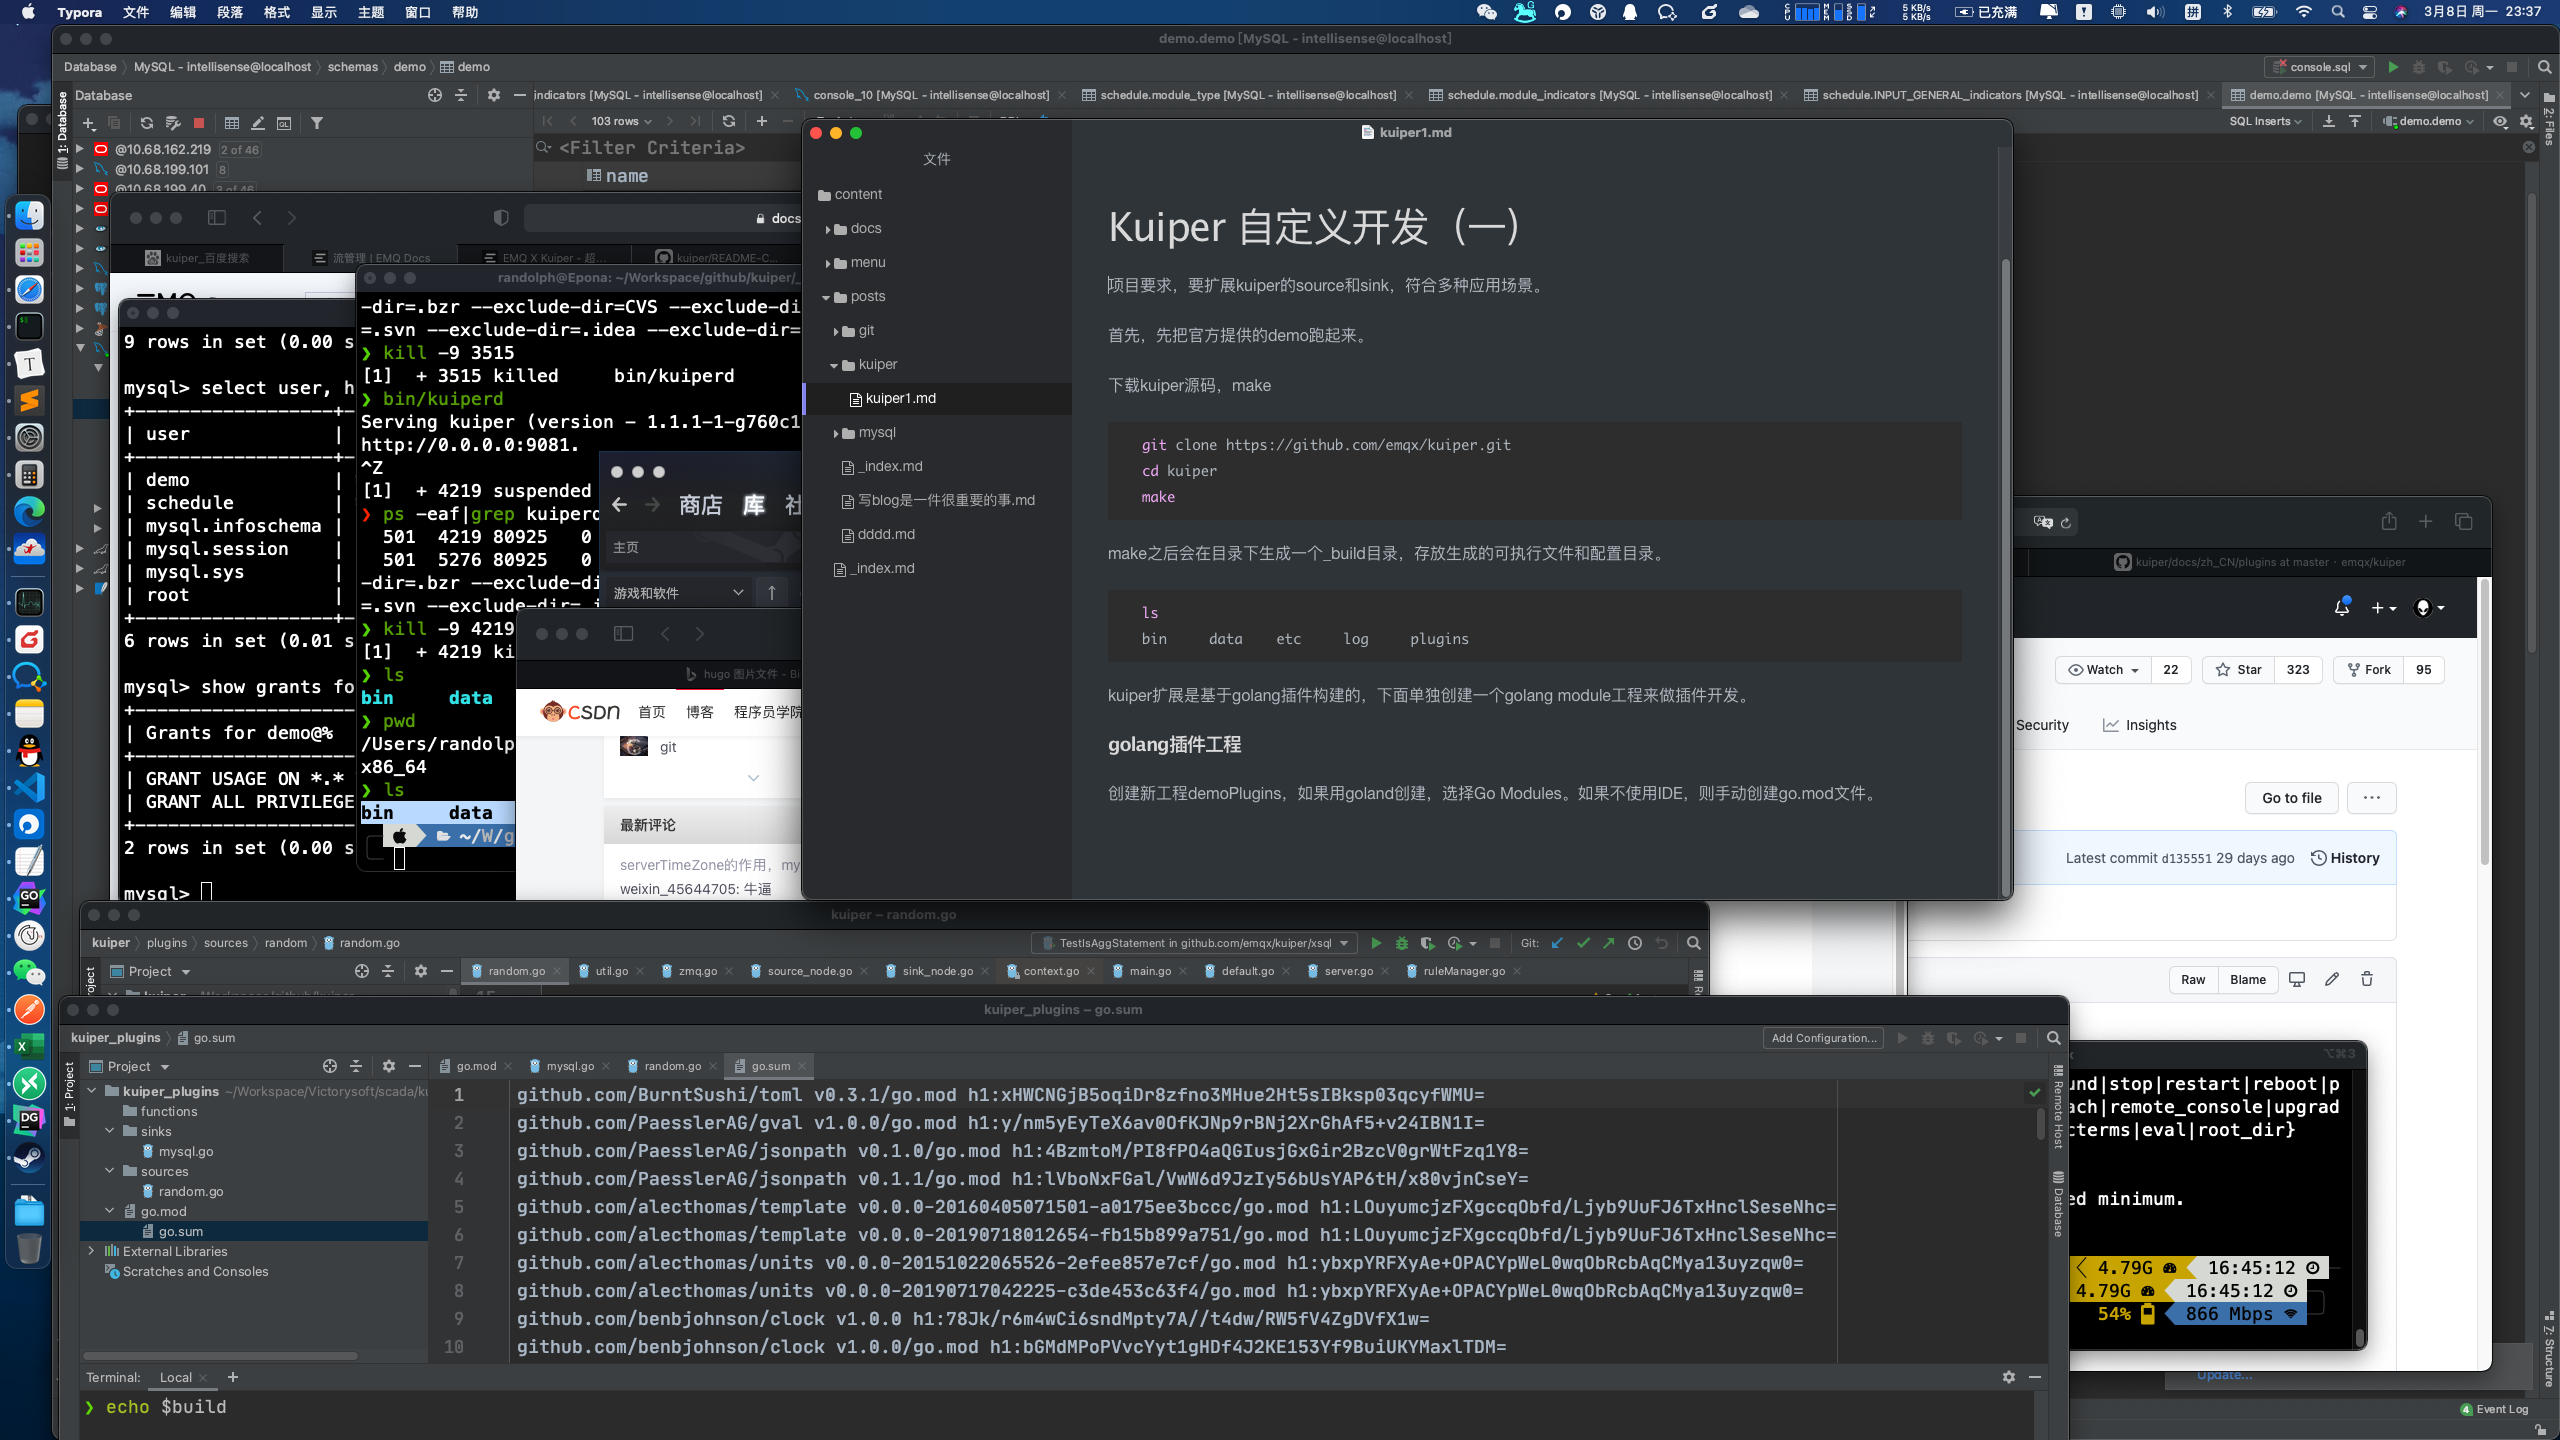 Typora 文件 编辑 段落 格式 显示 主题 窗口 帮助
5 KB/s
5 KB/s
已充满
3月8日 周一 23:37
demo.demo [MySQL - intellisense@localhost]
Database MySQL - intellisense@localhost schemas demo demo
console.sql
Database
indicators [MySQL - intellisense@localhost]
console_10 [MySQL - intellisense@localhost]
schedule.module_type [MySQL - intellisense@localhost]
schedule.module_indicators [MySQL - intellisense@localhost]
schedule.INPUT_GENERAL_indicators [MySQL - intellisense@localhost]
demo.demo [MySQL - intellisense@localhost]
1: Database
2: Files
103 rows
SQL Inserts
demo.demo
@10.68.162.219 2 of 46
@10.68.199.101 8
@10.68.199.40 3 of 46
<Filter Criteria>
name
docs
kuiper_百度搜索
流管理 | EMQ Docs
EMQ X Kuiper - 超...
kuiper/README-C...
9 rows in set (0.00 s
mysql> select user, h
| user |
| demo |
| schedule |
| mysql.infoschema |
| mysql.session |
| mysql.sys |
| root |
6 rows in set (0.01 s
mysql> show grants fo
| Grants for demo@%
| GRANT USAGE ON *.*
| GRANT ALL PRIVILEGE
2 rows in set (0.00 s
mysql>
randolph@Epona: ~/Workspace/github/kuiper/_
-dir=.bzr --exclude-dir=CVS --exclude-di
=.svn --exclude-dir=.idea --exclude-dir=
❯ kill -9 3515
[1] + 3515 killed bin/kuiperd
❯ bin/kuiperd
Serving kuiper (version - 1.1.1-1-g760c1
http://0.0.0.0:9081.
^Z
[1] + 4219 suspended
❯ ps -eaf|grep kuiperd
501 4219 80925 0
501 5276 80925 0
-dir=.bzr --exclude-di
=.svn --exclude-dir=.i
❯ kill -9 4219
[1] + 4219 ki
❯ ls
bin data
❯ pwd
/Users/randolp
x86_64
❯ ls
bin data
~/W/g
商店 库 社
主页
游戏和软件
hugo 图片文件 - Bi
CSDN 首页 博客 程序员学院
git
最新评论
serverTimeZone的作用，my
weixin_45644705: 牛逼
kuiper1.md
文件
content
docs
menu
posts
git
kuiper
kuiper1.md
mysql
_index.md
写blog是一件很重要的事.md
dddd.md
_index.md
Kuiper 自定义开发（一）
项目要求，要扩展kuiper的source和sink，符合多种应用场景。
首先，先把官方提供的demo跑起来。
下载kuiper源码，make
git clone https://github.com/emqx/kuiper.git
cd kuiper
make
make之后会在目录下生成一个_build目录，存放生成的可执行文件和配置目录。
ls
bin data etc log plugins
kuiper扩展是基于golang插件构建的，下面单独创建一个golang module工程来做插件开发。
golang插件工程
创建新工程demoPlugins，如果用goland创建，选择Go Modules。如果不使用IDE，则手动创建go.mod文件。
kuiper/docs/zh_CN/plugins at master · emqx/kuiper
Watch 22 Star 323 Fork 95
Security Insights
Go to file ...
Latest commit d135551 29 days ago History
Raw Blame
kuiper – random.go
kuiper plugins sources random random.go
TestIsAggStatement in github.com/emqx/kuiper/xsql
Git:
Project
random.go util.go zmq.go source_node.go sink_node.go context.go main.go default.go server.go ruleManager.go
kuiper_plugins – go.sum
kuiper_plugins go.sum
Add Configuration...
Project
go.mod mysql.go random.go go.sum
1: Project
kuiper_plugins ~/Workspace/Victorysoft/scada/ku
functions
sinks
mysql.go
sources
random.go
go.mod
go.sum
External Libraries
Scratches and Consoles
1 github.com/BurntSushi/toml v0.3.1/go.mod h1:xHWCNGjB5oqiDr8zfno3MHue2Ht5sIBksp03qcyfWMU=
2 github.com/PaesslerAG/gval v1.0.0/go.mod h1:y/nm5yEyTeX6av0OfKJNp9rBNj2XrGhAf5+v24IBN1I=
3 github.com/PaesslerAG/jsonpath v0.1.0/go.mod h1:4BzmtoM/PI8fPO4aQGIusjGxGir2BzcV0grWtFzq1Y8=
4 github.com/PaesslerAG/jsonpath v0.1.1/go.mod h1:lVboNxFGal/VwW6d9JzIy56bUsYAP6tH/x80vjnCseY=
5 github.com/alecthomas/template v0.0.0-20160405071501-a0175ee3bccc/go.mod h1:LOuyumcjzFXgccqObfd/Ljyb9UuFJ6TxHnclSeseNhc=
6 github.com/alecthomas/template v0.0.0-20190718012654-fb15b899a751/go.mod h1:LOuyumcjzFXgccqObfd/Ljyb9UuFJ6TxHnclSeseNhc=
7 github.com/alecthomas/units v0.0.0-20151022065526-2efee857e7cf/go.mod h1:ybxpYRFXyAe+OPACYpWeL0wqObRcbAqCMya13uyzqw0=
8 github.com/alecthomas/units v0.0.0-20190717042225-c3de453c63f4/go.mod h1:ybxpYRFXyAe+OPACYpWeL0wqObRcbAqCMya13uyzqw0=
9 github.com/benbjohnson/clock v1.0.0 h1:78Jk/r6m4wCi6sndMpty7A//t4dw/RW5fV4ZgDVfX1w=
10 github.com/benbjohnson/clock v1.0.0/go.mod h1:bGMdMPoPVvcYyt1gHDf4J2KE153Yf9BuiUKYMaxlTDM=
Remote Host
Database
Terminal: Local
❯ echo $build
⌥⌘3
und|stop|restart|reboot|p
ach|remote_console|upgrad
cterms|eval|root_dir}
ed minimum.
4.79G 16:45:12
4.79G 16:45:12
54% 866 Mbps
Update...
Z: Structure
4 Event Log